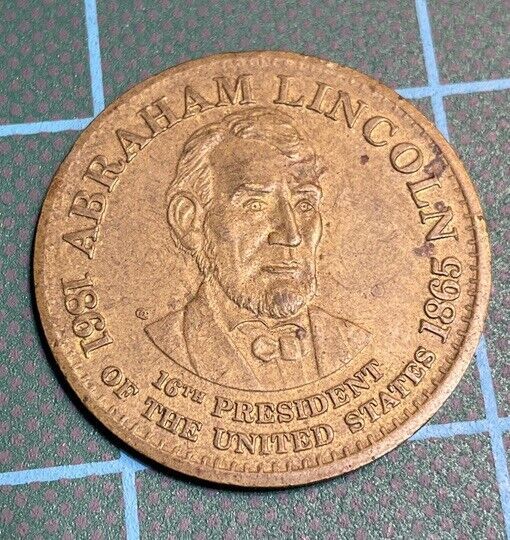 1861 ABRAHAM LINCOLN 1865
16TH PRESIDENT
OF THE UNITED STATES